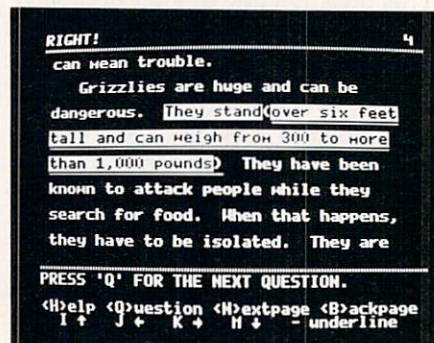 RIGHT! 4
can mean trouble.
Grizzlies are huge and can be
dangerous. They stand(over six feet
tall and can weigh from 300 to more
than 1,000 pounds) They have been
known to attack people while they
search for food. When that happens,
they have to be isolated. They are
PRESS 'Q' FOR THE NEXT QUESTION.
<H>elp <Q>uestion <N>extpage <B>ackpage
I ↑ J ← K → M ↓ - underline